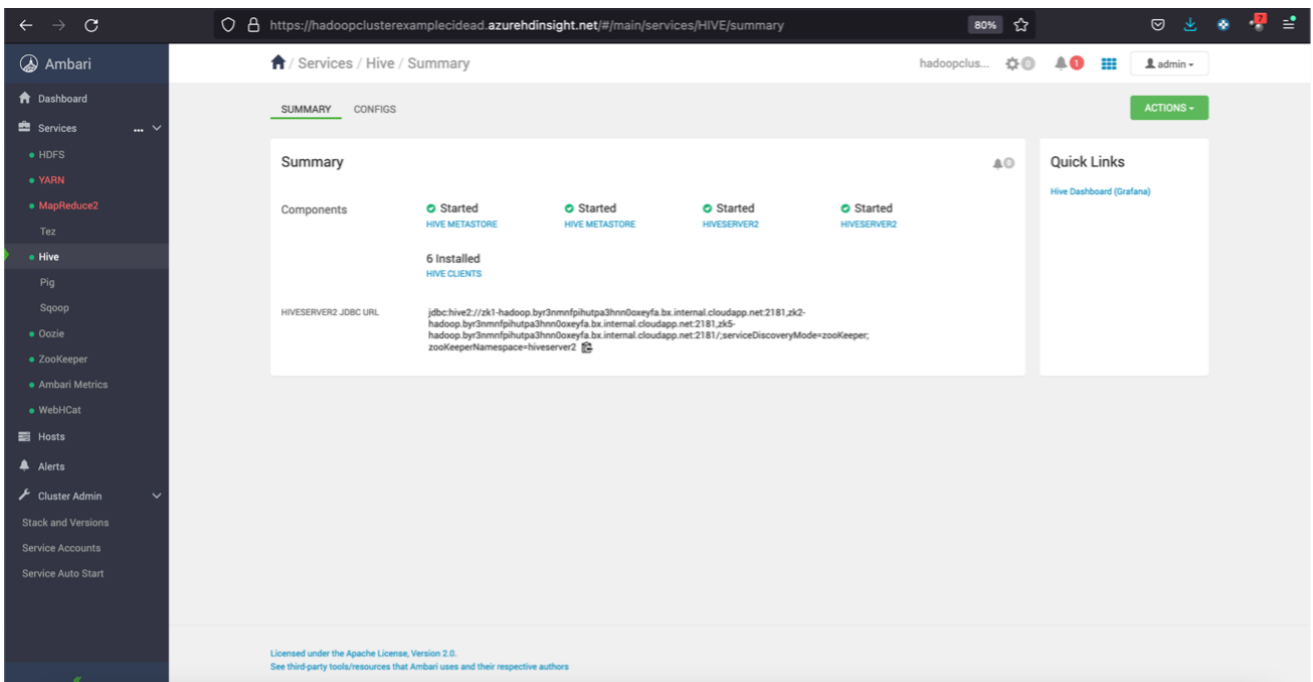 https://hadoopclusterexamplecidead.azurehdinsight.net/#/main/services/HIVE/summary
80%
7
Ambari
/ Services / Hive / Summary
hadoopclus...
0
1
admin
Dashboard
Services
...
HDFS
YARN
MapReduce2
Tez
Hive
Pig
Sqoop
Oozie
ZooKeeper
Ambari Metrics
WebHCat
Hosts
Alerts
Cluster Admin
Stack and Versions
Service Accounts
Service Auto Start
SUMMARY CONFIGS
ACTIONS
Summary
0
Components
Started Started Started Started
HIVE METASTORE HIVE METASTORE HIVESERVER2 HIVESERVER2
6 Installed
HIVE CLIENTS
HIVESERVER2 JDBC URL
jdbc:hive2://zk1-hadoop.byr3nmnfpihutpa3hnn0oxeyfa.bx.internal.cloudapp.net:2181,zk2-
hadoop.byr3nmnfpihutpa3hnn0oxeyfa.bx.internal.cloudapp.net:2181,zk5-
hadoop.byr3nmnfpihutpa3hnn0oxeyfa.bx.internal.cloudapp.net:2181/;serviceDiscoveryMode=zooKeeper;
zooKeeperNamespace=hiveserver2
Quick Links
Hive Dashboard (Grafana)
Licensed under the Apache License, Version 2.0.
See third-party tools/resources that Ambari uses and their respective authors